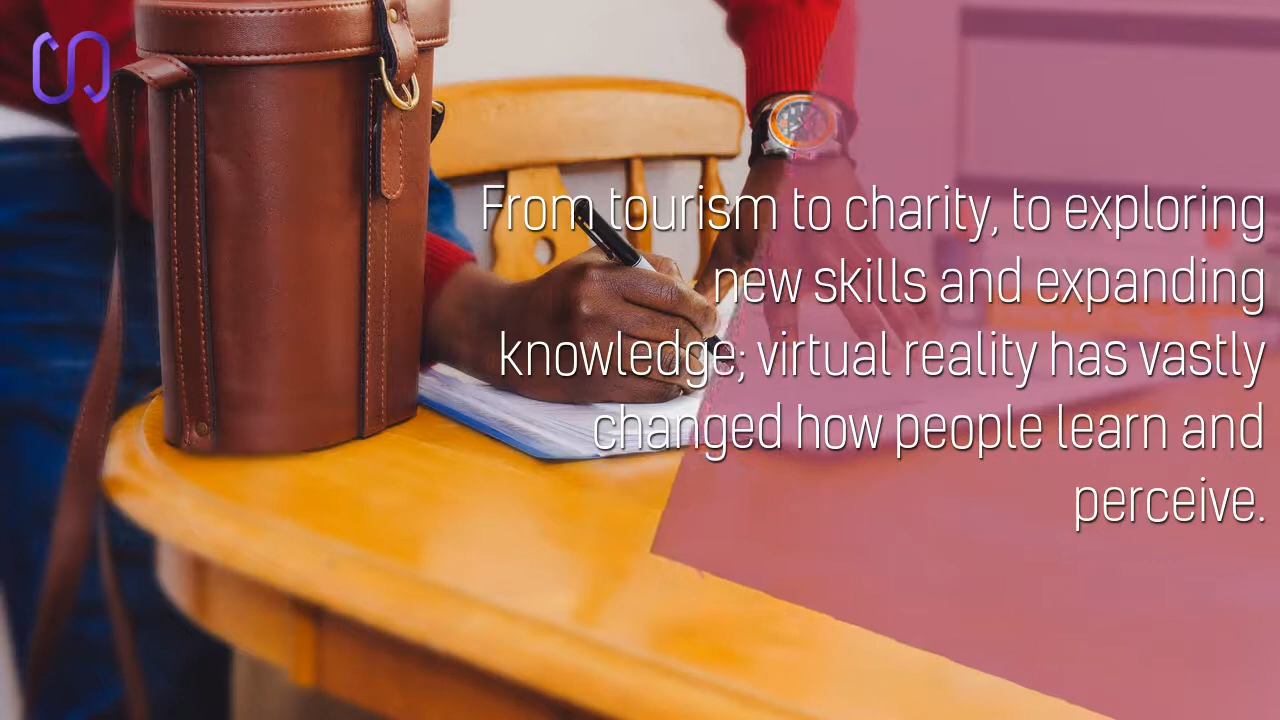 From tourism to charity, to exploring
new skills and expanding
knowledge; virtual reality has vastly
changed how people learn and
perceive.